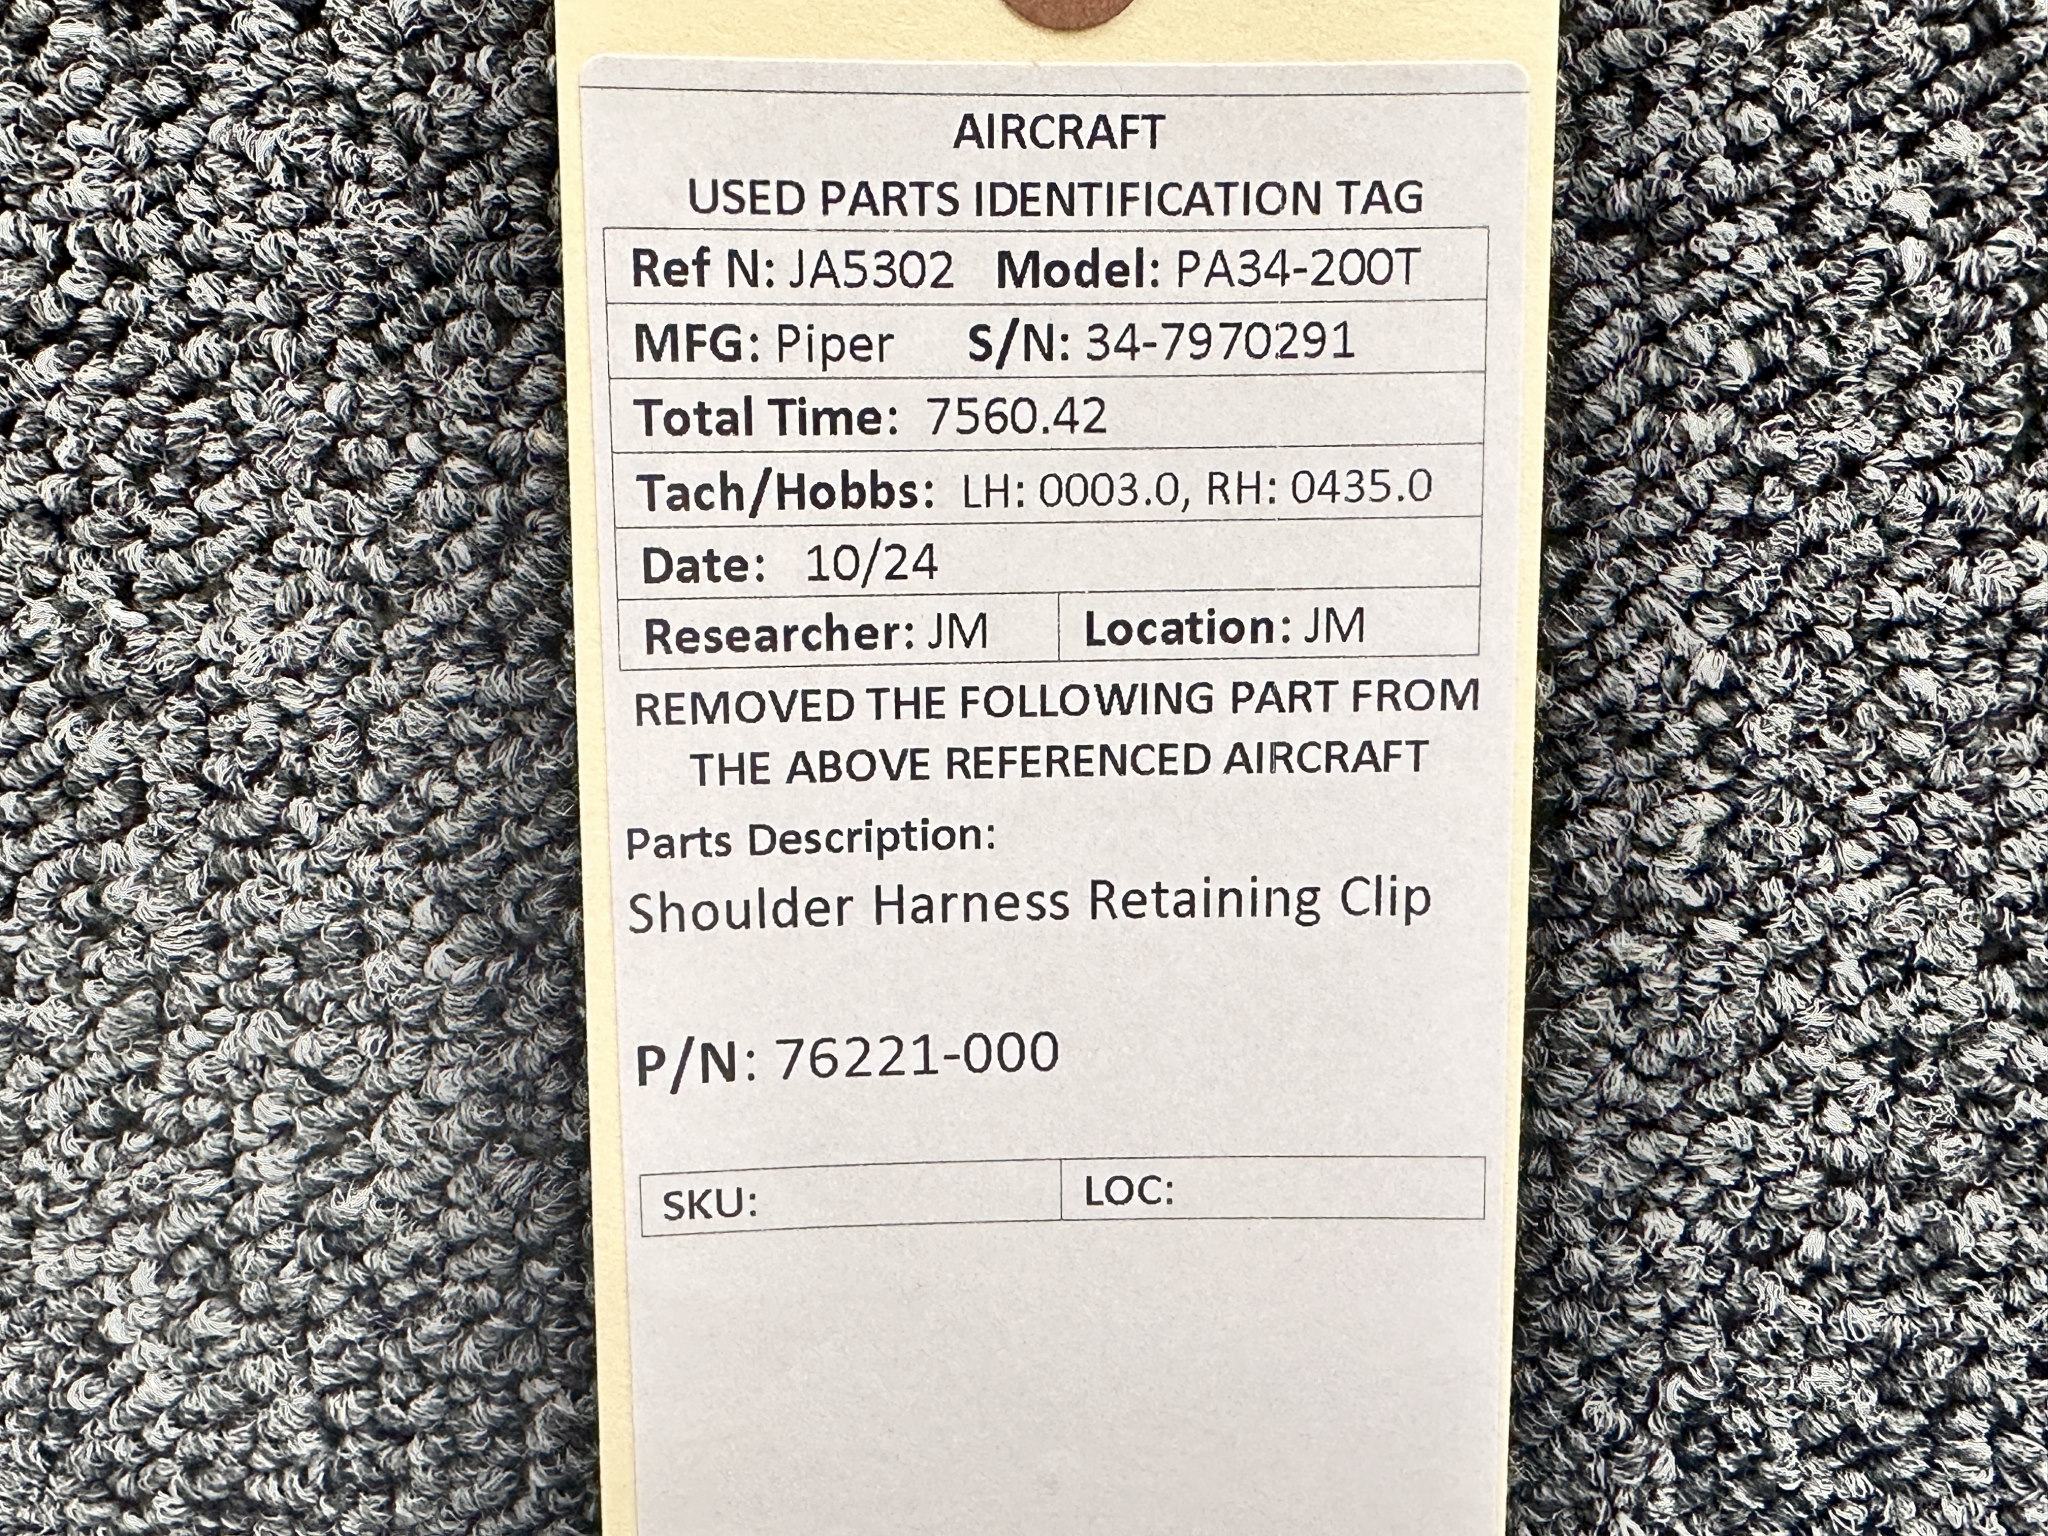 AIRCRAFT
USED PARTS IDENTIFICATION TAG
Ref N: JA5302 Model: PA34-200T
MFG: Piper S/N: 34-7970291
Total Time: 7560.42
Tach/Hobbs: LH: 0003.0, RH: 0435.0
Date: 10/24
Researcher: JM Location: JM
REMOVED THE FOLLOWING PART FROM
THE ABOVE REFERENCED AIRCRAFT
Parts Description:
Shoulder Harness Retaining Clip
P/N: 76221-000
SKU: LOC: